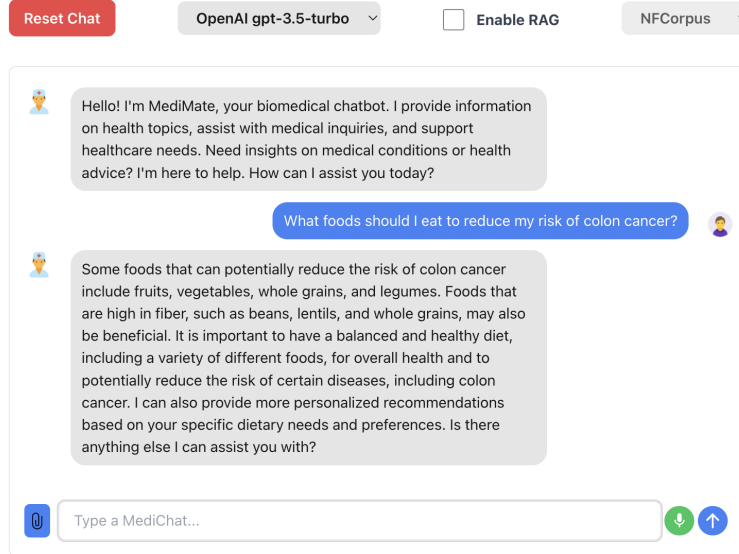 Reset Chat
OpenAI gpt-3.5-turbo
Enable RAG
NFCorpus
Hello! I'm MediMate, your biomedical chatbot. I provide information
on health topics, assist with medical inquiries, and support
healthcare needs. Need insights on medical conditions or health
advice? I'm here to help. How can I assist you today?
What foods should I eat to reduce my risk of colon cancer?
Some foods that can potentially reduce the risk of colon cancer
include fruits, vegetables, whole grains, and legumes. Foods that
are high in fiber, such as beans, lentils, and whole grains, may also
be beneficial. It is important to have a balanced and healthy diet,
including a variety of different foods, for overall health and to
potentially reduce the risk of certain diseases, including colon
cancer. I can also provide more personalized recommendations
based on your specific dietary needs and preferences. Is there
anything else I can assist you with?
Type a MediChat...